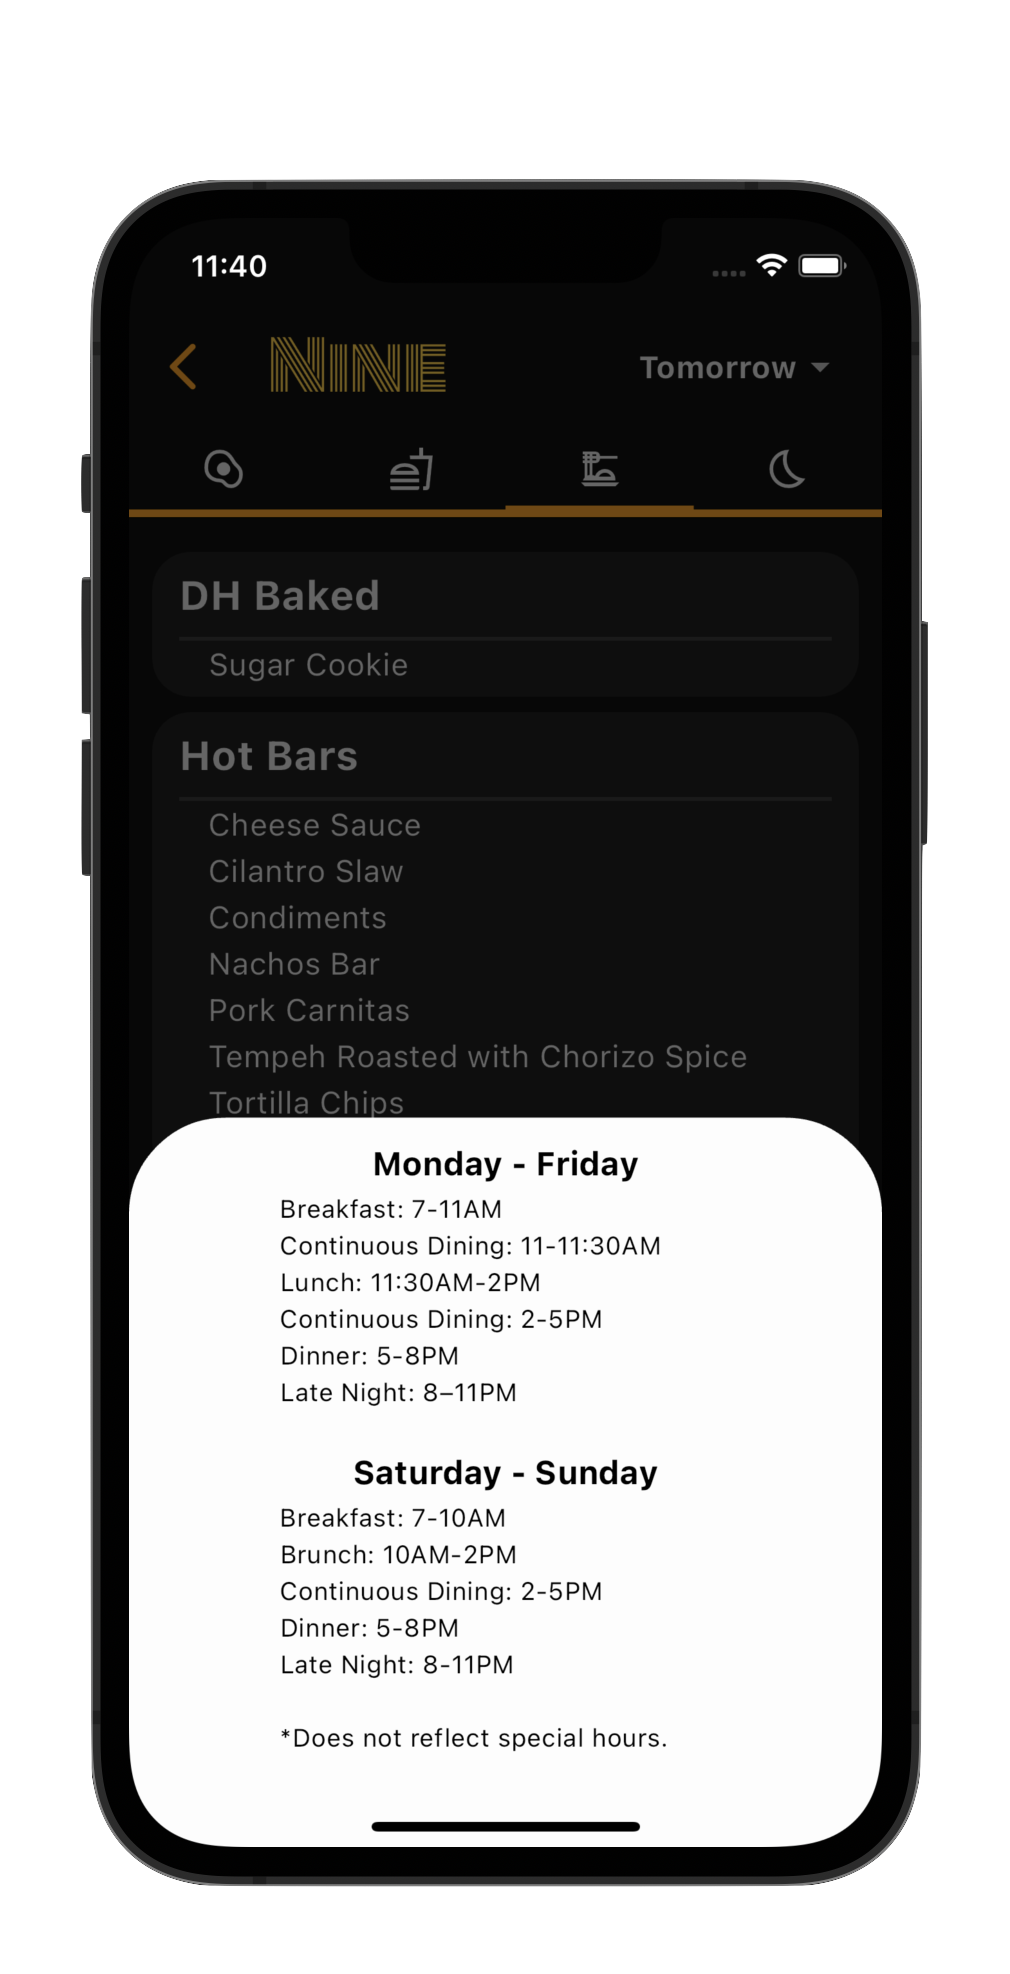 11:40
NINE
Tomorrow
DH Baked
Sugar Cookie
Hot Bars
Cheese Sauce
Cilantro Slaw
Condiments
Nachos Bar
Pork Carnitas
Tempeh Roasted with Chorizo Spice
Tortilla Chips
Monday - Friday
Breakfast: 7-11AM
Continuous Dining: 11-11:30AM
Lunch: 11:30AM-2PM
Continuous Dining: 2-5PM
Dinner: 5-8PM
Late Night: 8–11PM
Saturday - Sunday
Breakfast: 7-10AM
Brunch: 10AM-2PM
Continuous Dining: 2-5PM
Dinner: 5-8PM
Late Night: 8-11PM
*Does not reflect special hours.